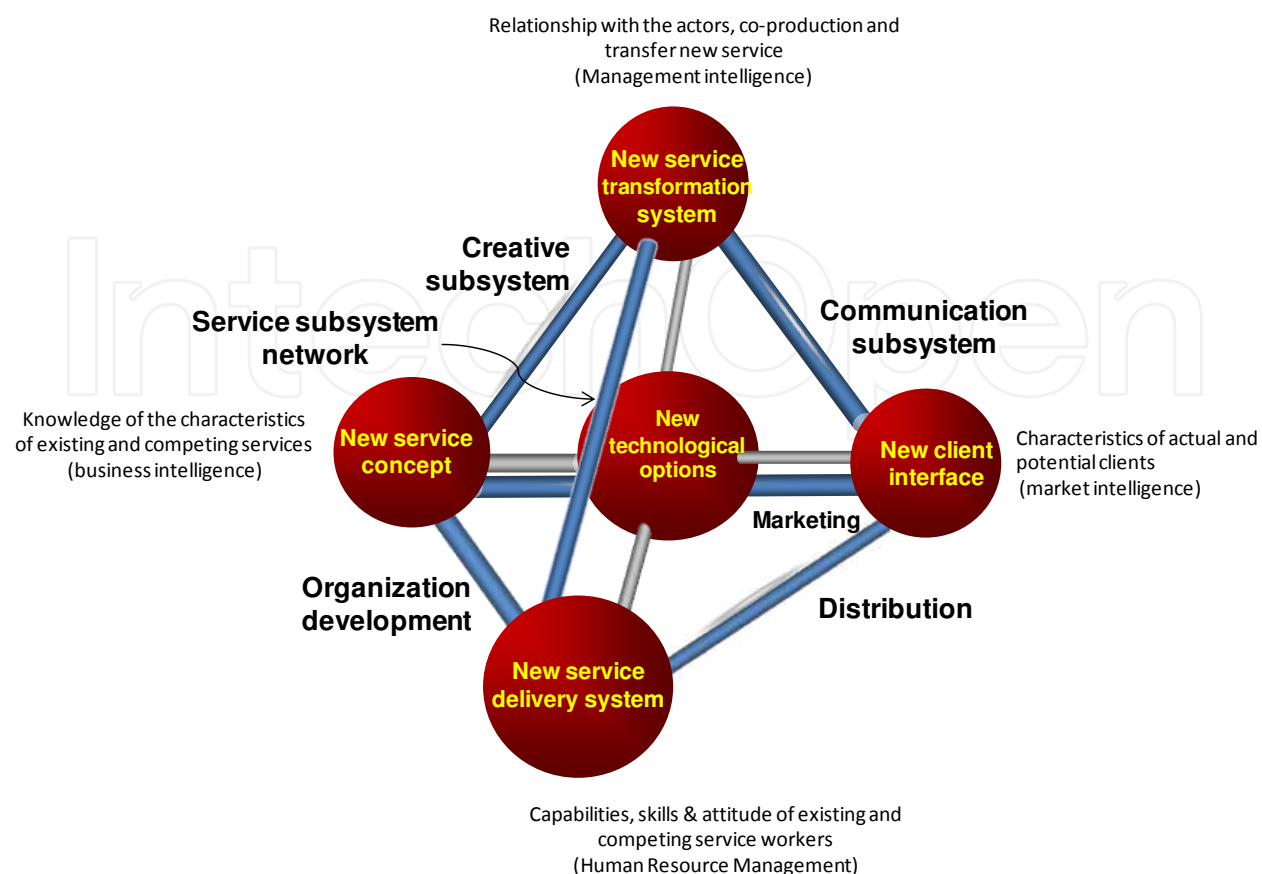 Relationship with the actors, co-production and
transfer new service
(Management intelligence)
New service
transformation
system
Creative
subsystem
Service subsystem
network
Communication
subsystem
IntechOpen
Knowledge of the characteristics
of existing and competing services
(business intelligence)
New service
concept
New
technological
options
New client
interface
Characteristics of actual and
potential clients
(market intelligence)
Marketing
Organization
development
Distribution
New service
delivery system
Capabilities, skills & attitude of existing and
competing service workers
(Human Resource Management)